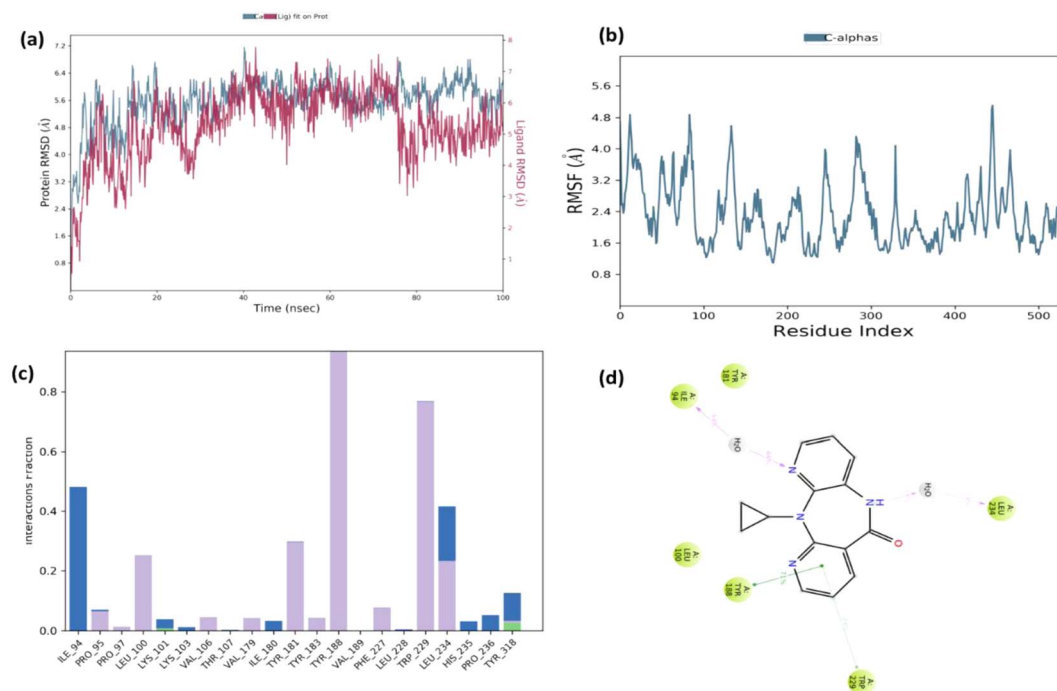 (a)
(Lig) fit on Prot
Protein RMSD (Å)
7.2
6.4
5.6
4.8
4.0
3.2
2.4
1.6
0.8
0
20
40
60
80
100
Time (nsec)
8
7
6
5
4
3
2
1
Ligand RMSD (Å)
(b)
C-alphas
RMSF (Å)
5.6
4.8
4.0
3.2
2.4
1.6
0.8
0
100
200
300
400
500
Residue Index
(c)
Interactions Fraction
0.8
0.6
0.4
0.2
0.0
ILE_94
PRO_95
PRO_97
LEU_100
LYS_101
LYS_103
VAL_106
THR_107
VAL_179
ILE_180
TYR_181
TYR_183
TYR_188
VAL_189
PHE_227
LEU_228
TRP_229
LEU_234
HIS_235
PRO_236
TYR_318
(d)
A:
TYR
181
A:
ILE
94
H₂O
N
N
H
H₂O
A:
LEU
234
N
O
A:
LEU
100
N
A:
TYR
188
A:
TRP
229